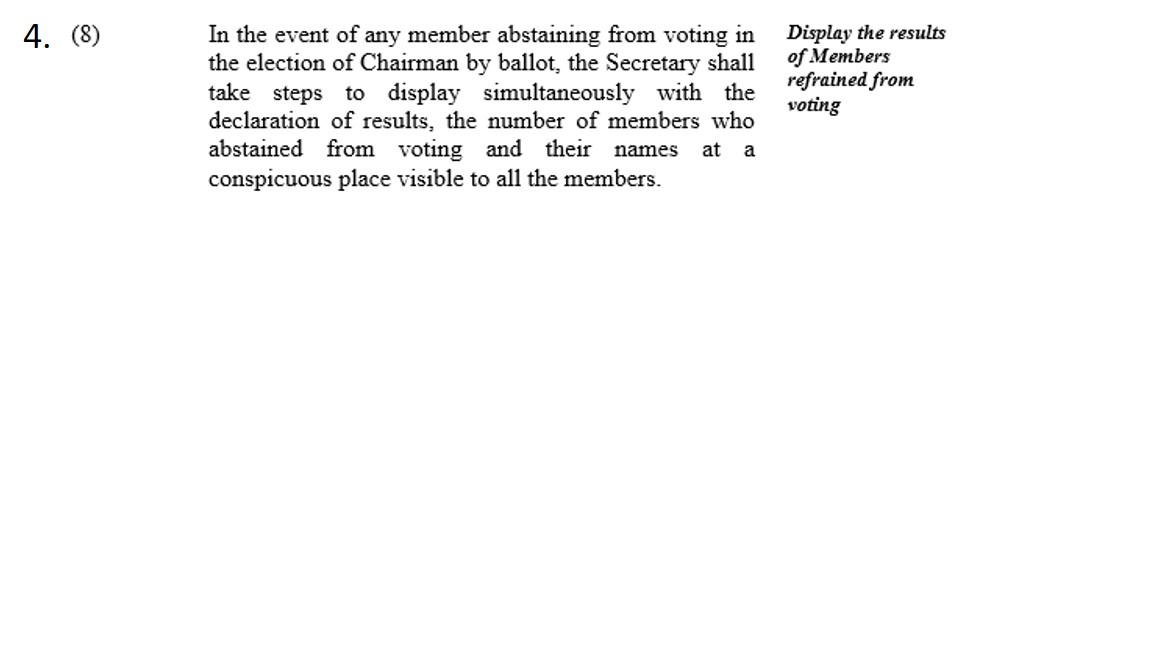 4. (8)
In the event of any member abstaining from voting in
the election of Chairman by ballot, the Secretary shall
take steps to display simultaneously with the
declaration of results, the number of members who
abstained from voting and their names at a
conspicuous place visible to all the members.
Display the results
of Members
refrained from
voting